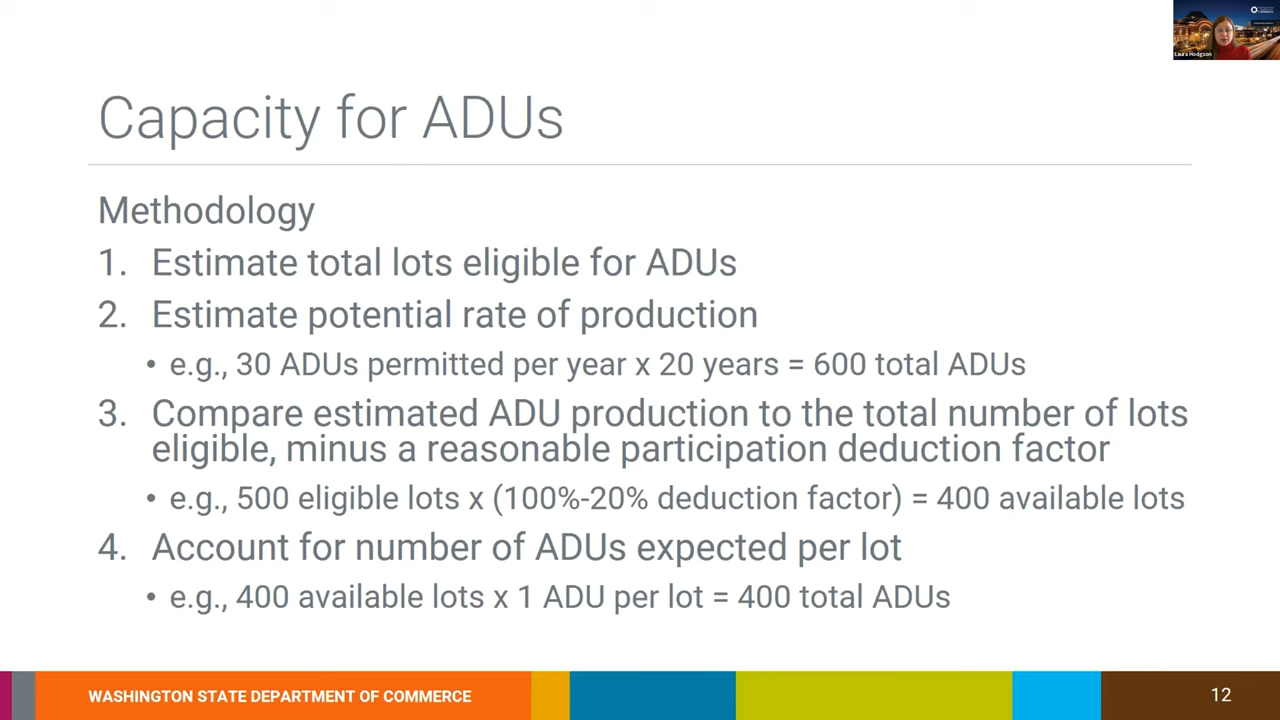 Laura Hodgson
Capacity for ADUs
Methodology
1. Estimate total lots eligible for ADUs
2. Estimate potential rate of production
• e.g., 30 ADUs permitted per year x 20 years = 600 total ADUs
3. Compare estimated ADU production to the total number of lots
eligible, minus a reasonable participation deduction factor
• e.g., 500 eligible lots x (100%-20% deduction factor) = 400 available lots
4. Account for number of ADUs expected per lot
• e.g., 400 available lots x 1 ADU per lot = 400 total ADUs
WASHINGTON STATE DEPARTMENT OF COMMERCE
12